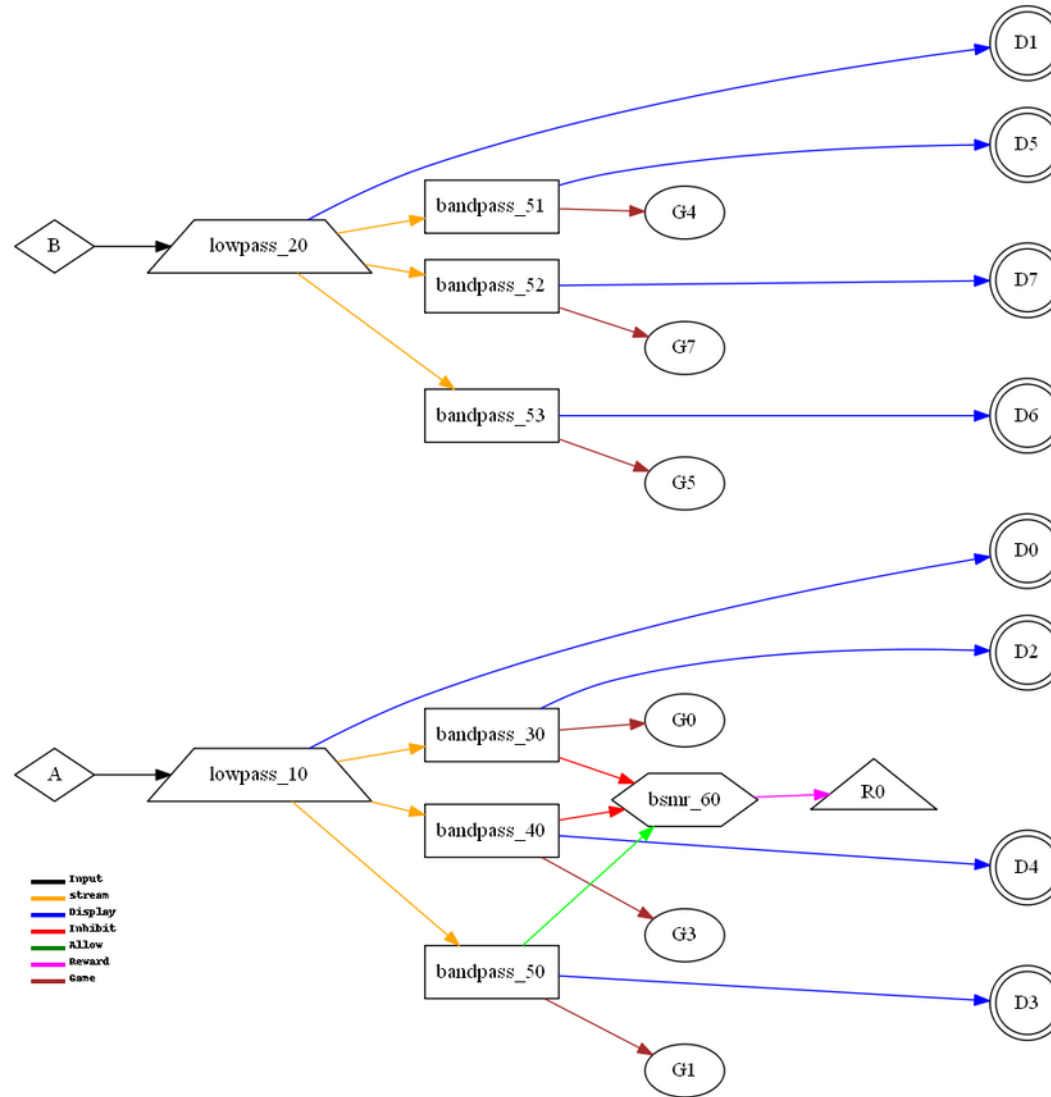 D1
D5
bandpass_51
G4
B
lowpass_20
bandpass_52
D7
G7
bandpass_53
D6
G5
D0
D2
bandpass_30
G0
A
lowpass_10
bsmr_60
R0
bandpass_40
D4
Input
stream
Display
Inhibit
Allow
Reward
Game
G3
bandpass_50
D3
G1